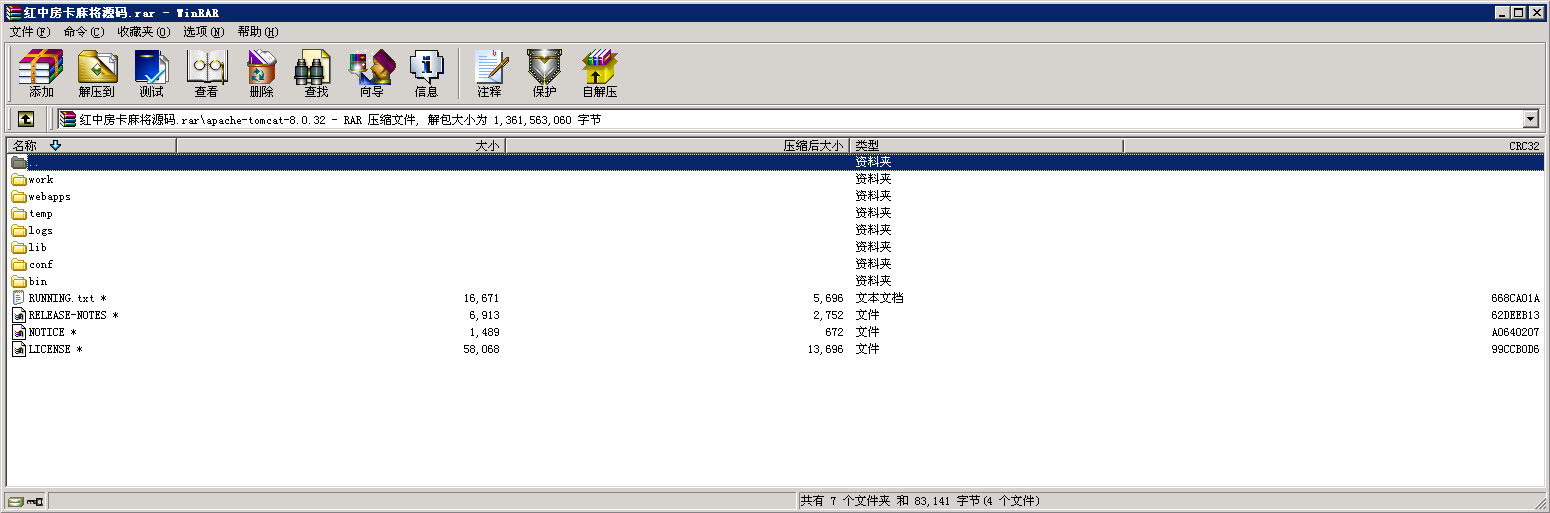 红中房卡麻将源码.rar - WinRAR
文件(F) 命令(C) 收藏夹(O) 选项(N) 帮助(H)
添加 解压到 测试 查看 删除 查找 向导 信息 注释 保护 自解压
红中房卡麻将源码.rar\apache-tomcat-8.0.32 - RAR 压缩文件, 解包大小为 1,361,563,060 字节
名称 大小 压缩后大小 类型 CRC32
.. 资料夹
work 资料夹
webapps 资料夹
temp 资料夹
logs 资料夹
lib 资料夹
conf 资料夹
bin 资料夹
RUNNING.txt * 16,671 5,696 文本文档 668CA01A
RELEASE-NOTES * 6,913 2,752 文件 62DEEB13
NOTICE * 1,489 672 文件 A0640207
LICENSE * 58,068 13,696 文件 99CCB0D6
共有 7 个文件夹 和 83,141 字节(4 个文件)